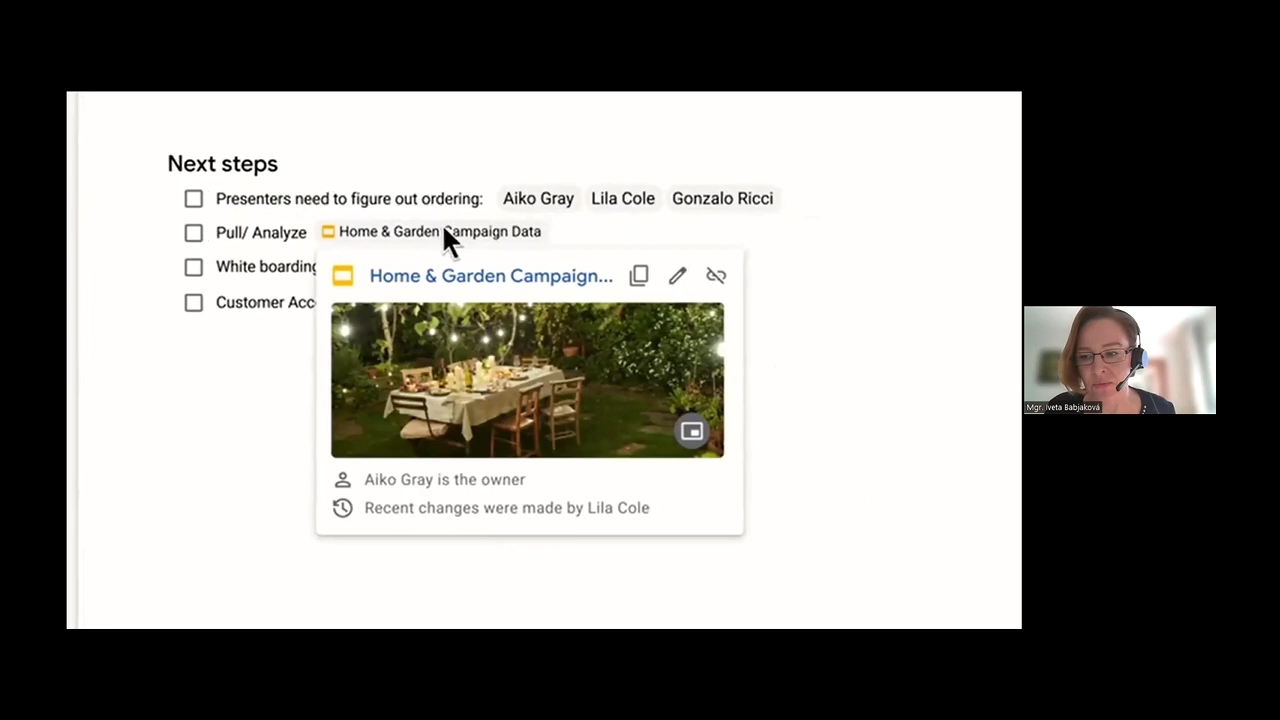 Next steps
Presenters need to figure out ordering: Aiko Gray Lila Cole Gonzalo Ricci
Pull/ Analyze Home & Garden Campaign Data
White boarding
Customer Acc
Home & Garden Campaign...
Aiko Gray is the owner
Recent changes were made by Lila Cole
Mgr. Iveta Babjaková